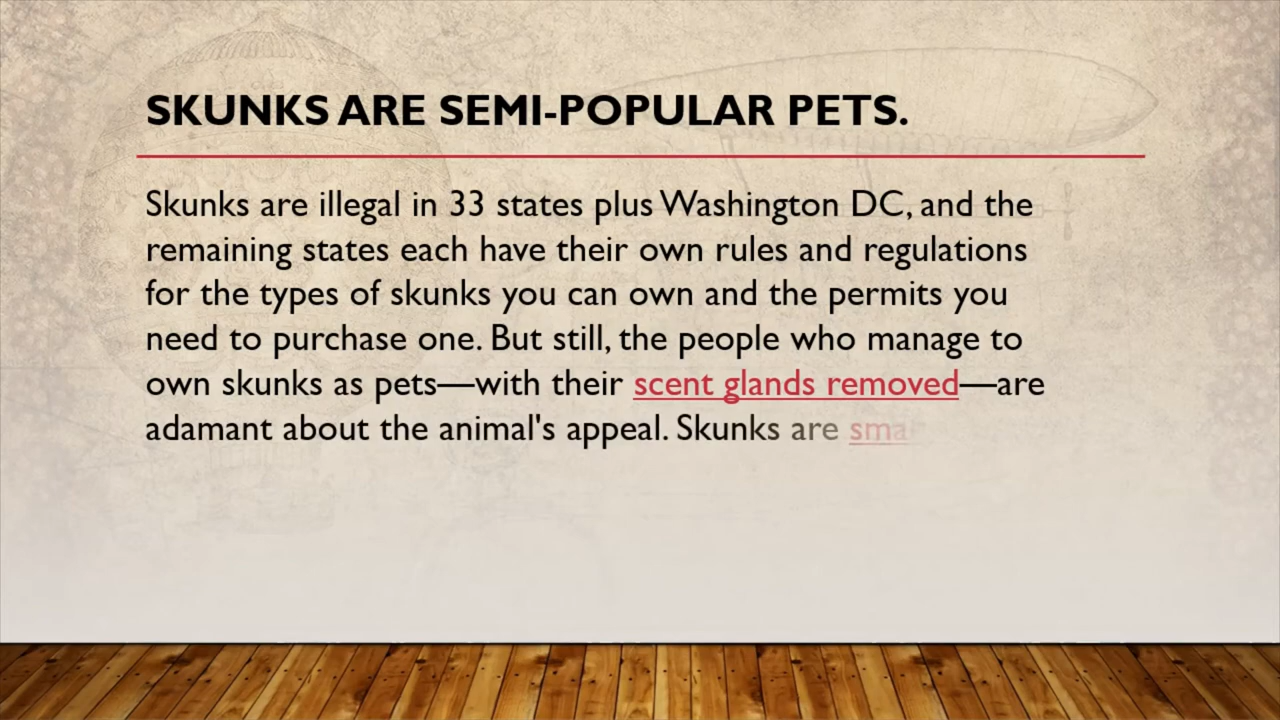 SKUNKS ARE SEMI-POPULAR PETS.
Skunks are illegal in 33 states plus Washington DC, and the
remaining states each have their own rules and regulations
for the types of skunks you can own and the permits you
need to purchase one. But still, the people who manage to
own skunks as pets—with their scent glands removed—are
adamant about the animal's appeal. Skunks are